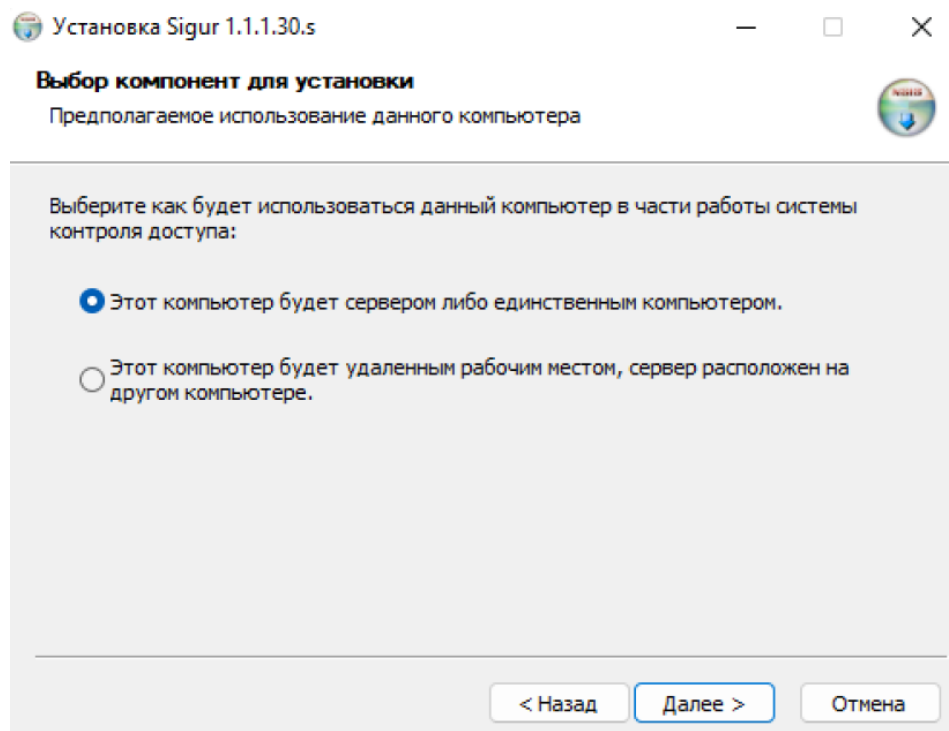 Установка Sigur 1.1.1.30.s
Выбор компонент для установки
Предполагаемое использование данного компьютера
Выберите как будет использоваться данный компьютер в части работы системы
контроля доступа:
Этот компьютер будет сервером либо единственным компьютером.
Этот компьютер будет удаленным рабочим местом, сервер расположен на
другом компьютере.
< Назад
Далее >
Отмена